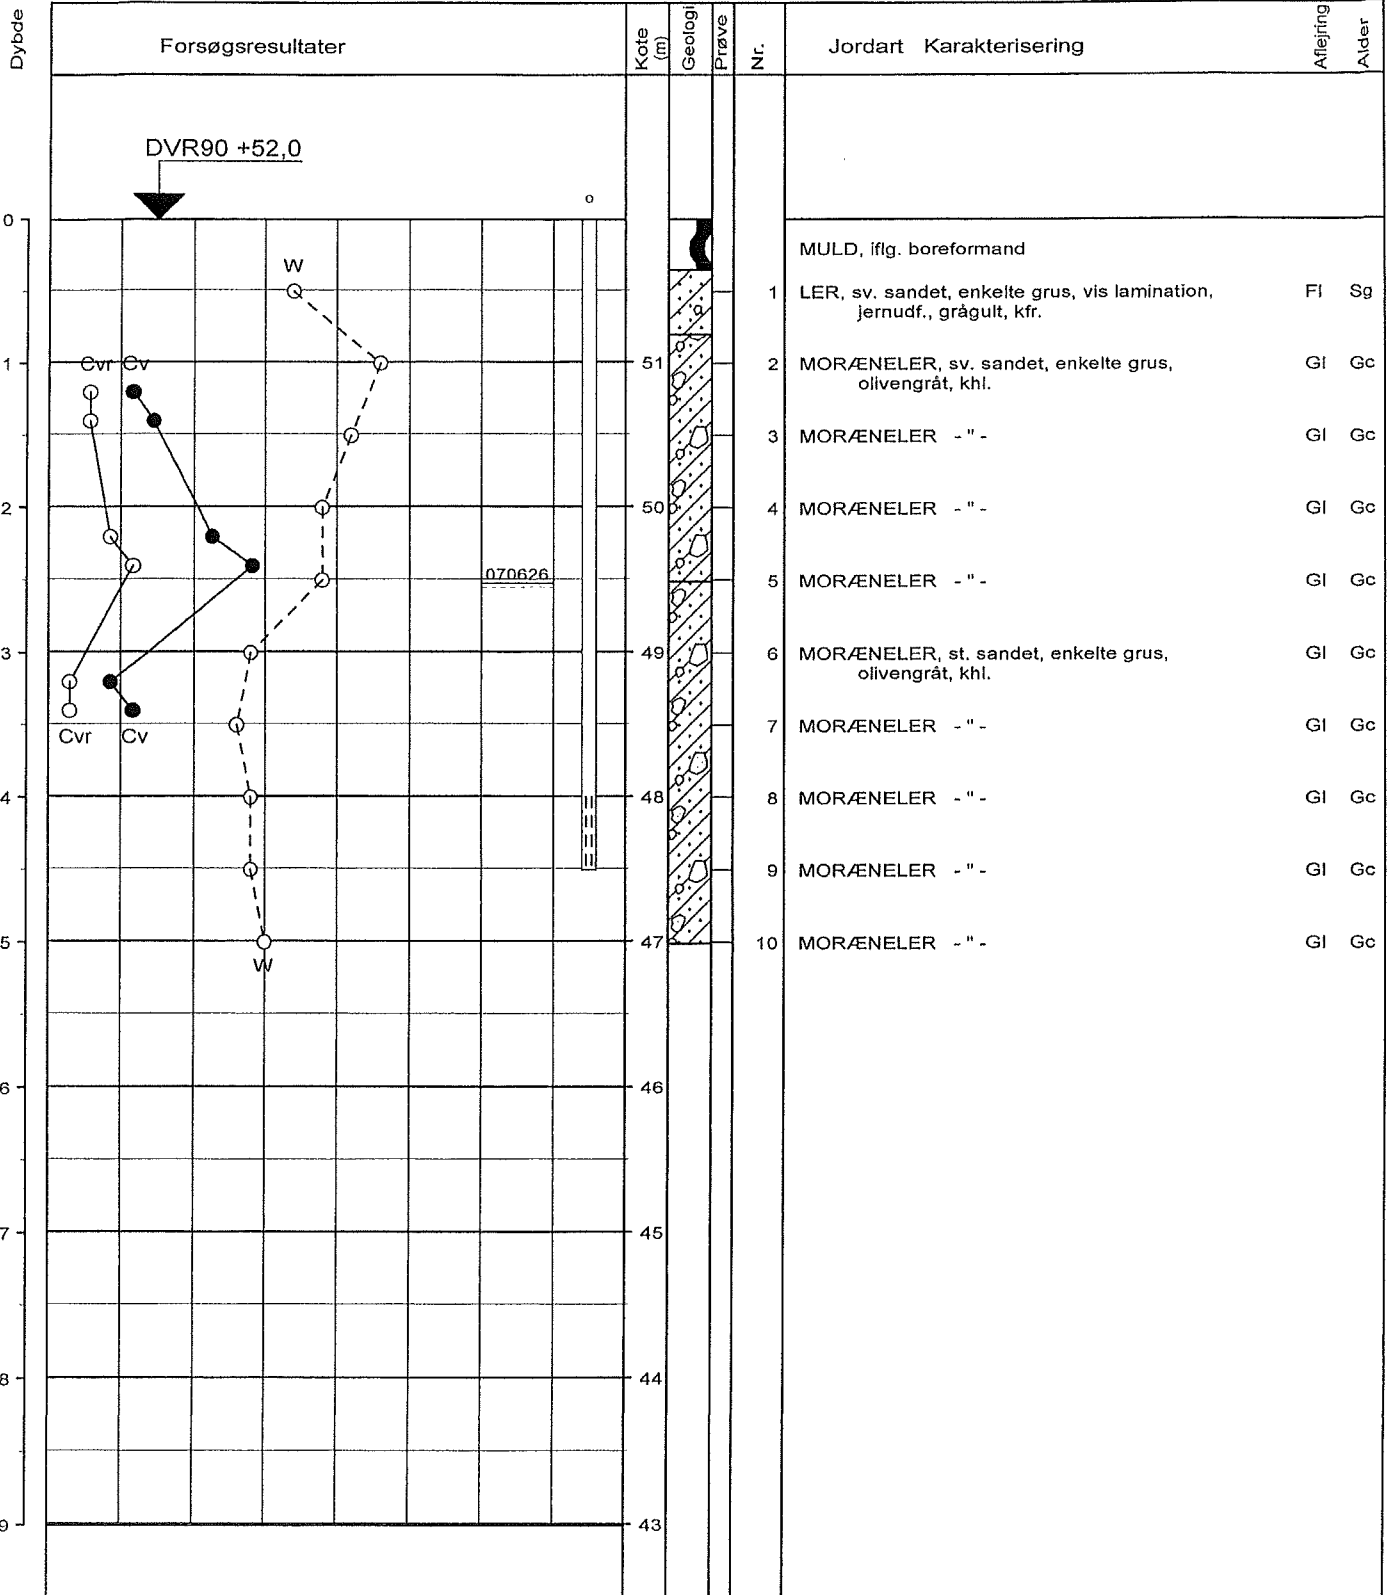 Dybde
Forsøgsresultater
Kote (m)
Geologi
Prøve
Nr.
Jordart Karakterisering
Aflejring
Alder
DVR90 +52,0
0
MULD, iflg. boreformand
W
1 LER, sv. sandet, enkelte grus, vis lamination, Fl Sg
jernudf., grågult, kfr.
Cvr Cv
1 51 2 MORÆNELER, sv. sandet, enkelte grus, Gl Gc
olivengråt, khl.
3 MORÆNELER - " - Gl Gc
2 50 4 MORÆNELER - " - Gl Gc
070626 5 MORÆNELER - " - Gl Gc
3 49 6 MORÆNELER, st. sandet, enkelte grus, Gl Gc
olivengråt, khl.
Cvr Cv 7 MORÆNELER - " - Gl Gc
4 48 8 MORÆNELER - " - Gl Gc
9 MORÆNELER - " - Gl Gc
5 47 10 MORÆNELER - " - Gl Gc
W
6 46
7 45
8 44
9 43